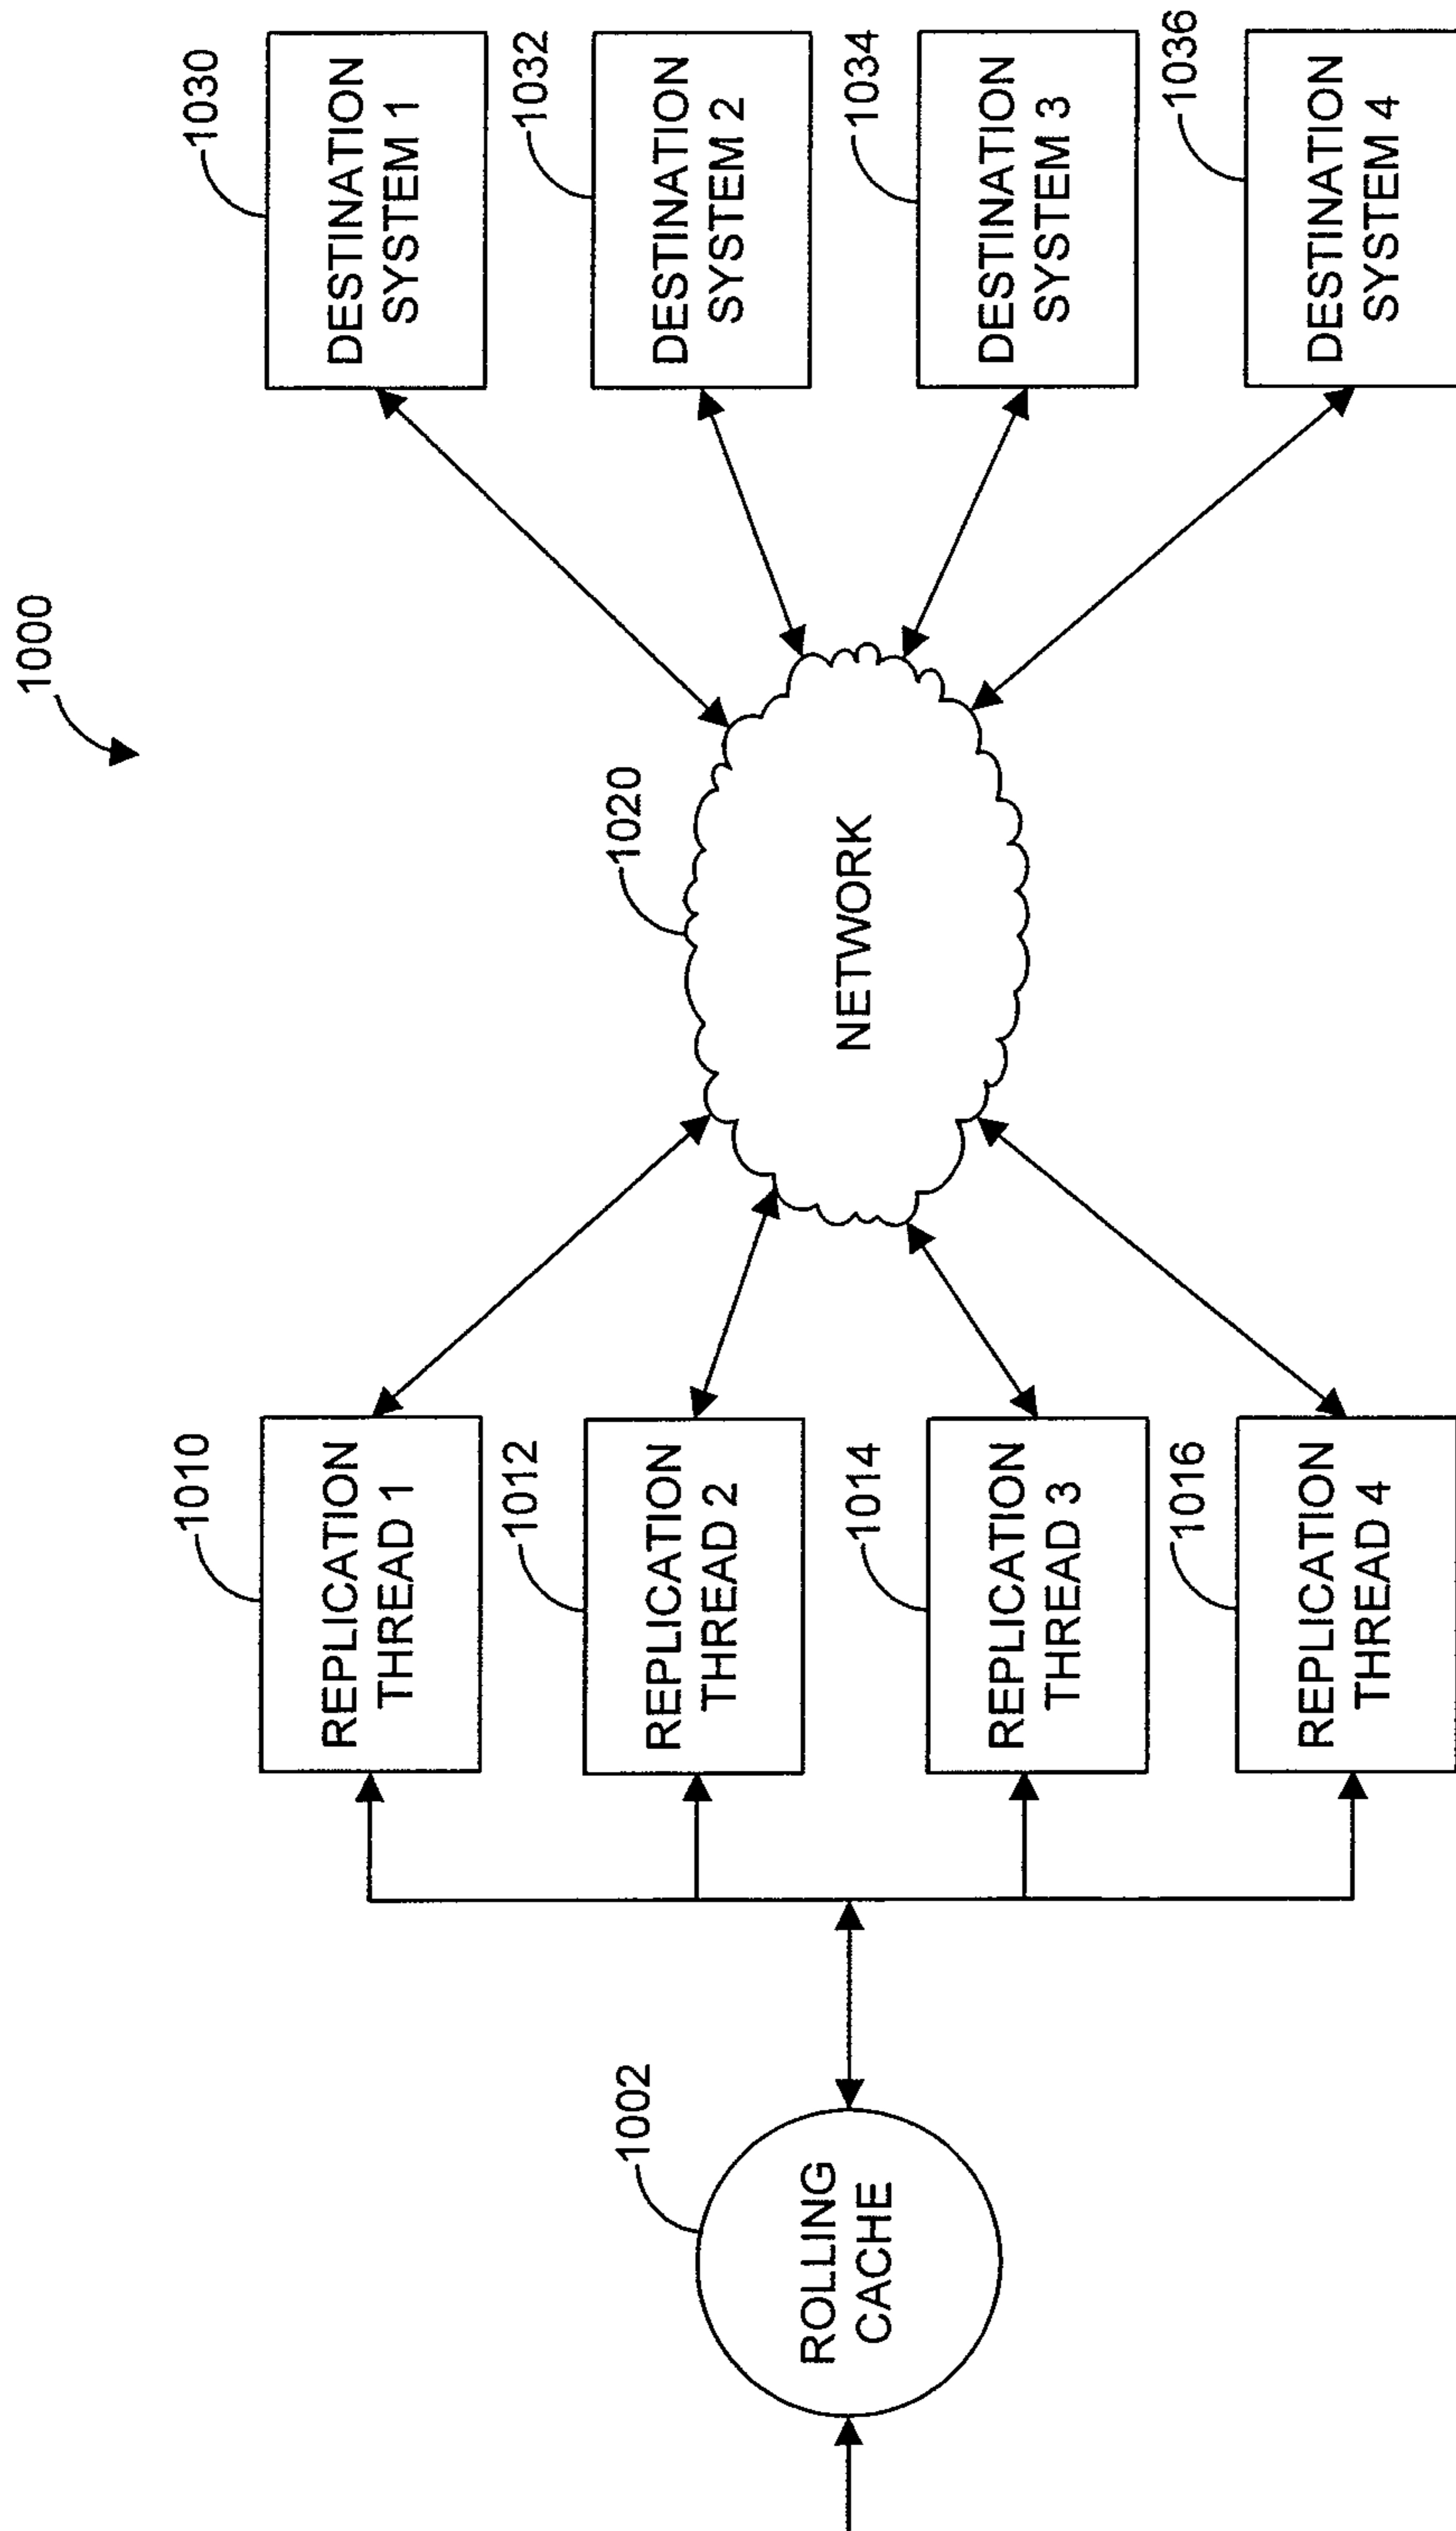 1000
1002
ROLLING
CACHE
1010
REPLICATION
THREAD 1
1012
REPLICATION
THREAD 2
1014
REPLICATION
THREAD 3
1016
REPLICATION
THREAD 4
1020
NETWORK
1030
DESTINATION
SYSTEM 1
1032
DESTINATION
SYSTEM 2
1034
DESTINATION
SYSTEM 3
1036
DESTINATION
SYSTEM 4